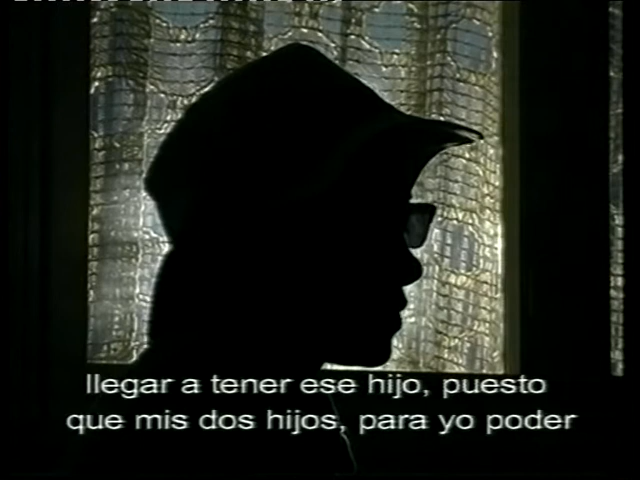 llegar a tener ese hijo, puesto
que mis dos hijos, para yo poder